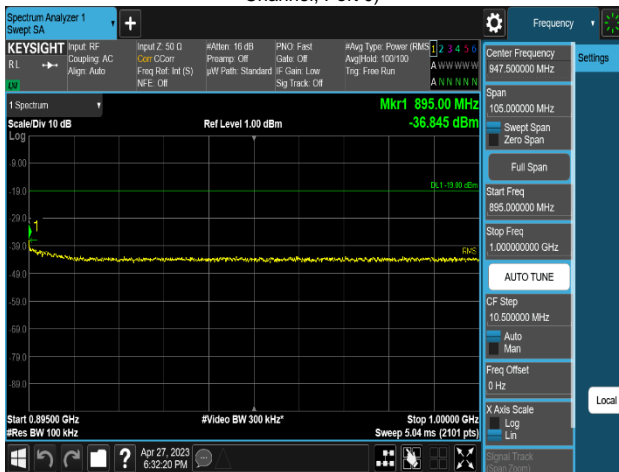 Channel, Port 0)
Spectrum Analyzer 1
Swept SA
Frequency
KEYSIGHT
RL
Input: RF
Coupling: AC
Align: Auto
Input Z: 50 Ω
Corr CCorr
Freq Ref: Int (S)
NFE: Off
#Atten: 16 dB
Preamp: Off
µW Path: Standard
PNO: Fast
Gate: Off
IF Gain: Low
Sig Track: Off
#Avg Type: Power (RMS
Avg|Hold: 100/100
Trig: Free Run
1 2 3 4 5 6
A W W W W W
A N N N N N
1 Spectrum
Scale/Div 10 dB
Log
Ref Level 1.00 dBm
Mkr1 895.00 MHz
-36.845 dBm
-9.00
DL1 -19.00 dBm
-19.0
-29.0
1
-39.0
RMS
-49.0
-59.0
-69.0
-79.0
-89.0
Start 0.89500 GHz
#Video BW 300 kHz*
Stop 1.00000 GHz
#Res BW 100 kHz
Sweep 5.04 ms (2101 pts)
?
Apr 27, 2023
6:32:20 PM
Center Frequency
947.500000 MHz
Settings
Span
105.000000 MHz
Swept Span
Zero Span
Full Span
Start Freq
895.000000 MHz
Stop Freq
1.000000000 GHz
AUTO TUNE
CF Step
10.500000 MHz
Auto
Man
Freq Offset
0 Hz
Local
X Axis Scale
Log
Lin
Signal Track
(Span Zoom)